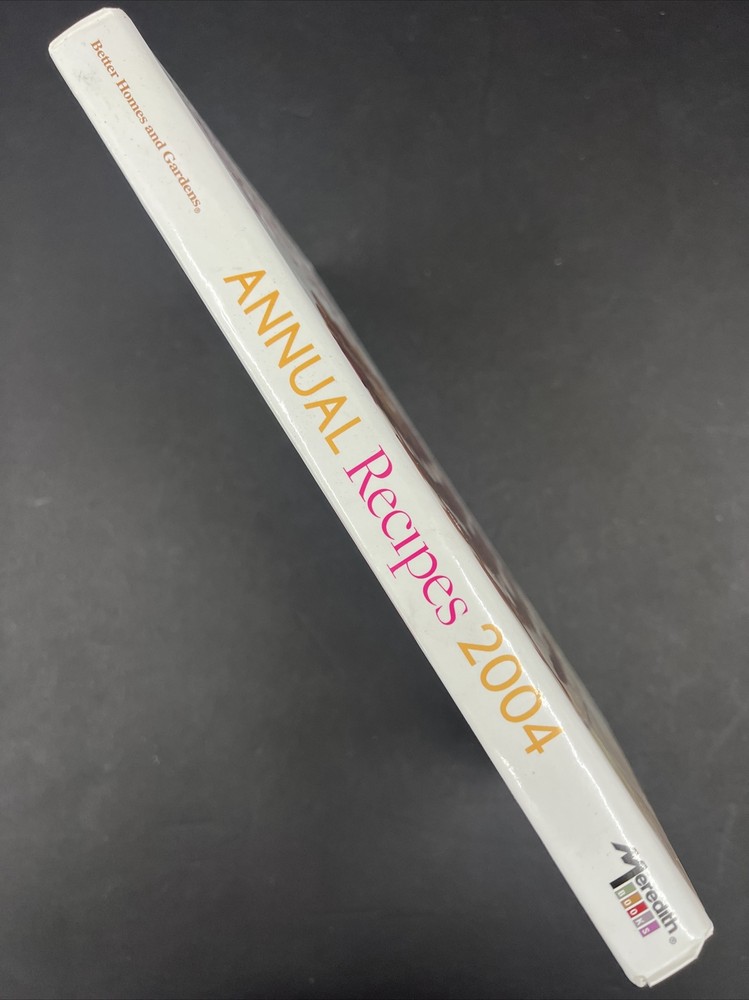 Better Homes and Gardens®
ANNUAL Recipes 2004
Meredith®
BOOKS